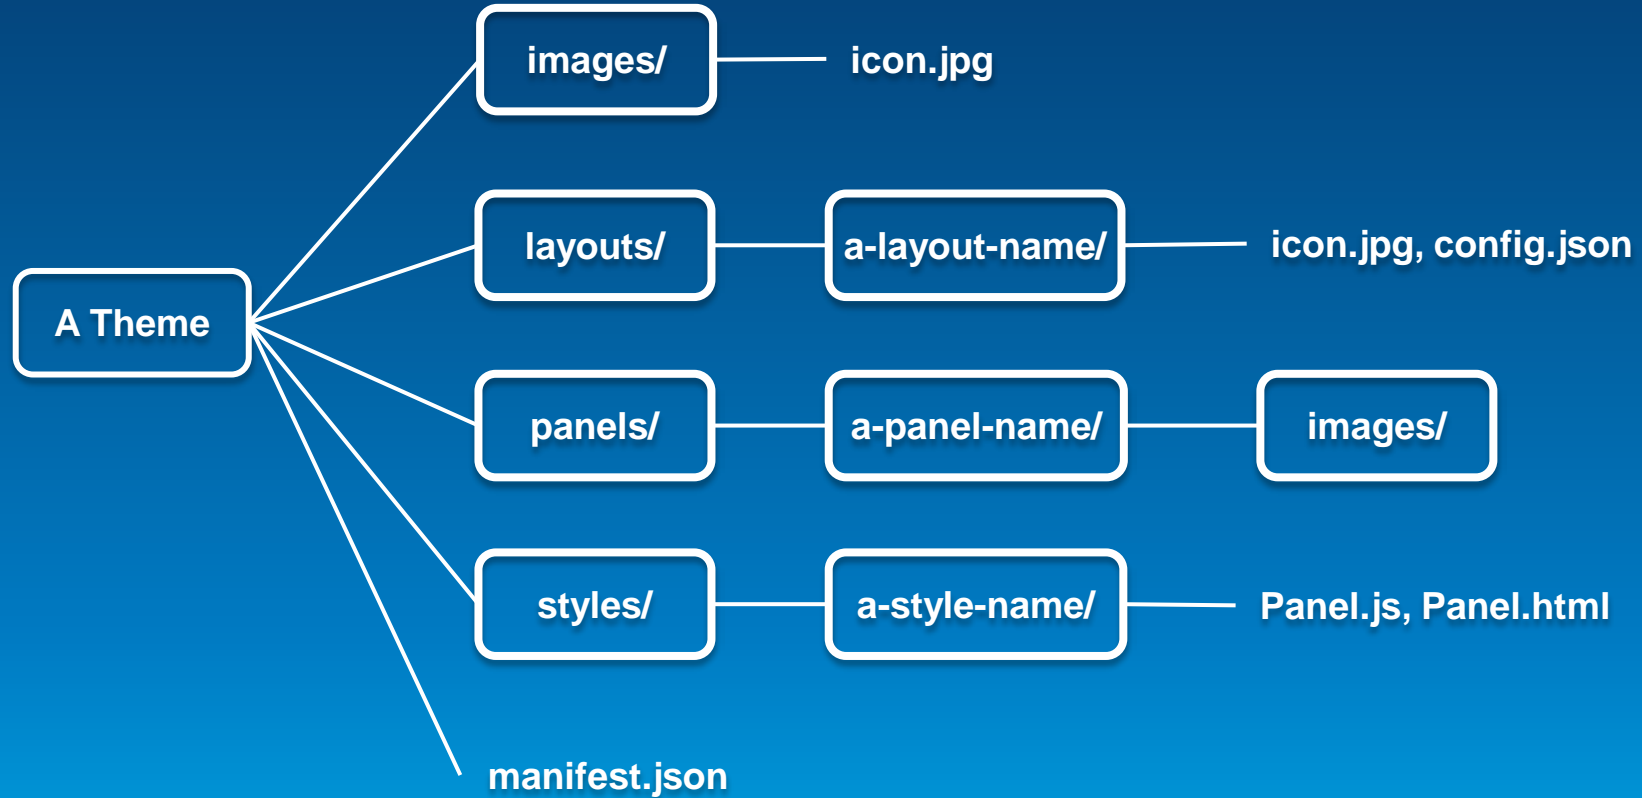 images/
icon.jpg
layouts/
a-layout-name/
icon.jpg, config.json
A Theme
panels/
a-panel-name/
images/
styles/
a-style-name/
Panel.js, Panel.html
manifest.json